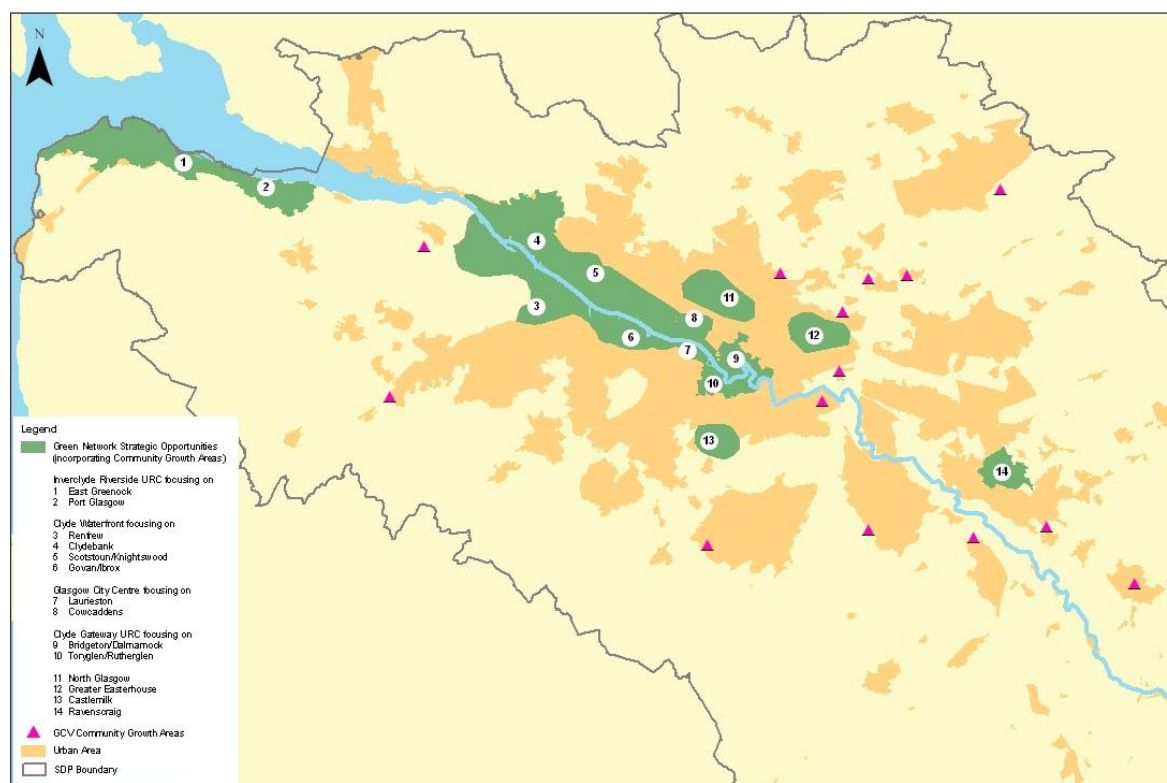 N
1
2
3
4
5
6
7
8
9
10
11
12
13
14
Legend
Green Network Strategic Opportunities
(incorporating Community Growth Areas)
Inverclyde Riverside URC focusing on
1 East Greenock
2 Port Glasgow
Clyde Waterfront focusing on
3 Renfrew
4 Clydebank
5 Scotstoun/Knightswood
6 Govan/Ibrox
Glasgow City Centre focusing on
7 Laurieston
8 Cowcaddens
Clyde Gateway URC focusing on
9 Bridgeton/Dalmarnock
10 Toryglen/Rutherglen
11 North Glasgow
12 Greater Easterhouse
13 Castlemilk
14 Ravenscraig
GCV Community Growth Areas
Urban Area
SDP Boundary